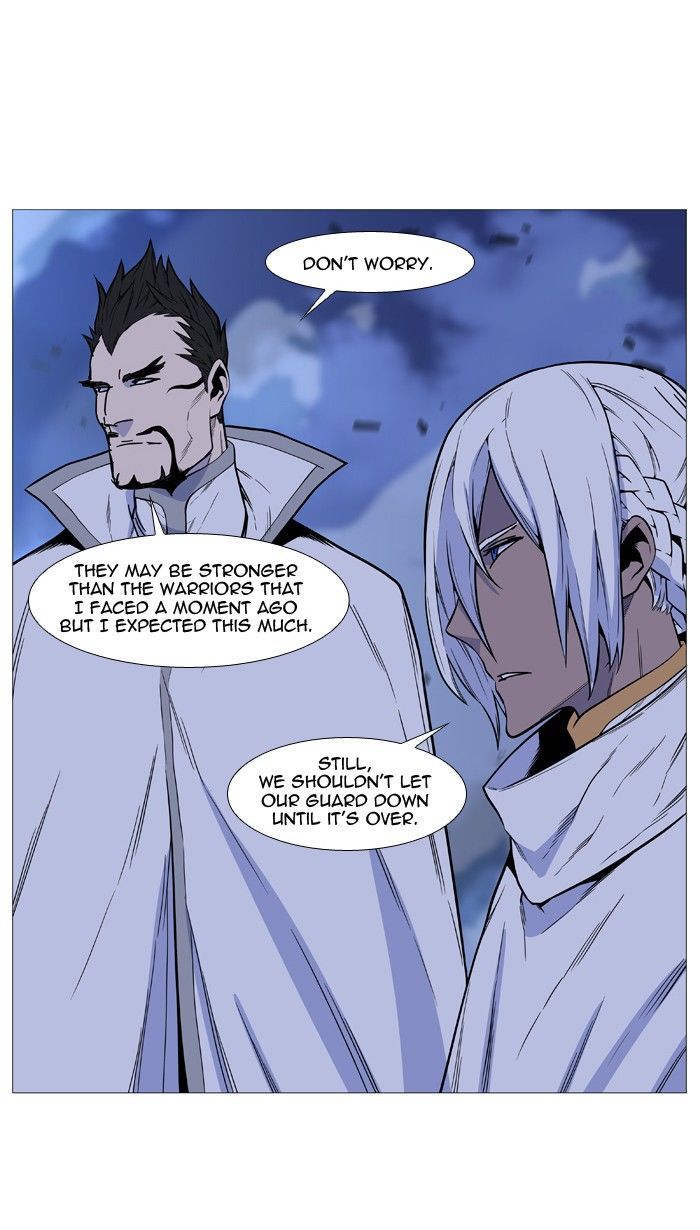 DON'T WORRY.
THEY MAY BE STRONGER
THAN THE WARRIORS THAT
I FACED A MOMENT AGO
BUT I EXPECTED THIS MUCH.
STILL,
WE SHOULDN'T LET
OUR GUARD DOWN
UNTIL IT'S OVER.